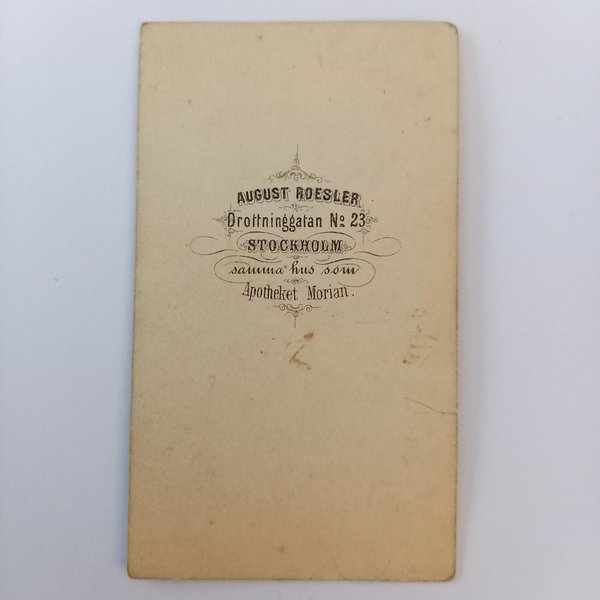 AUGUST ROESLER
Drottninggatan No 23
STOCKHOLM
samma hus som
Apotheket Morian.